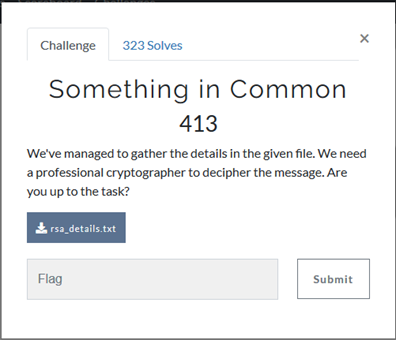 Challenge
323 Solves
×
Something in Common
413
We've managed to gather the details in the given file. We need
a professional cryptographer to decipher the message. Are
you up to the task?
rsa_details.txt
Flag
Submit